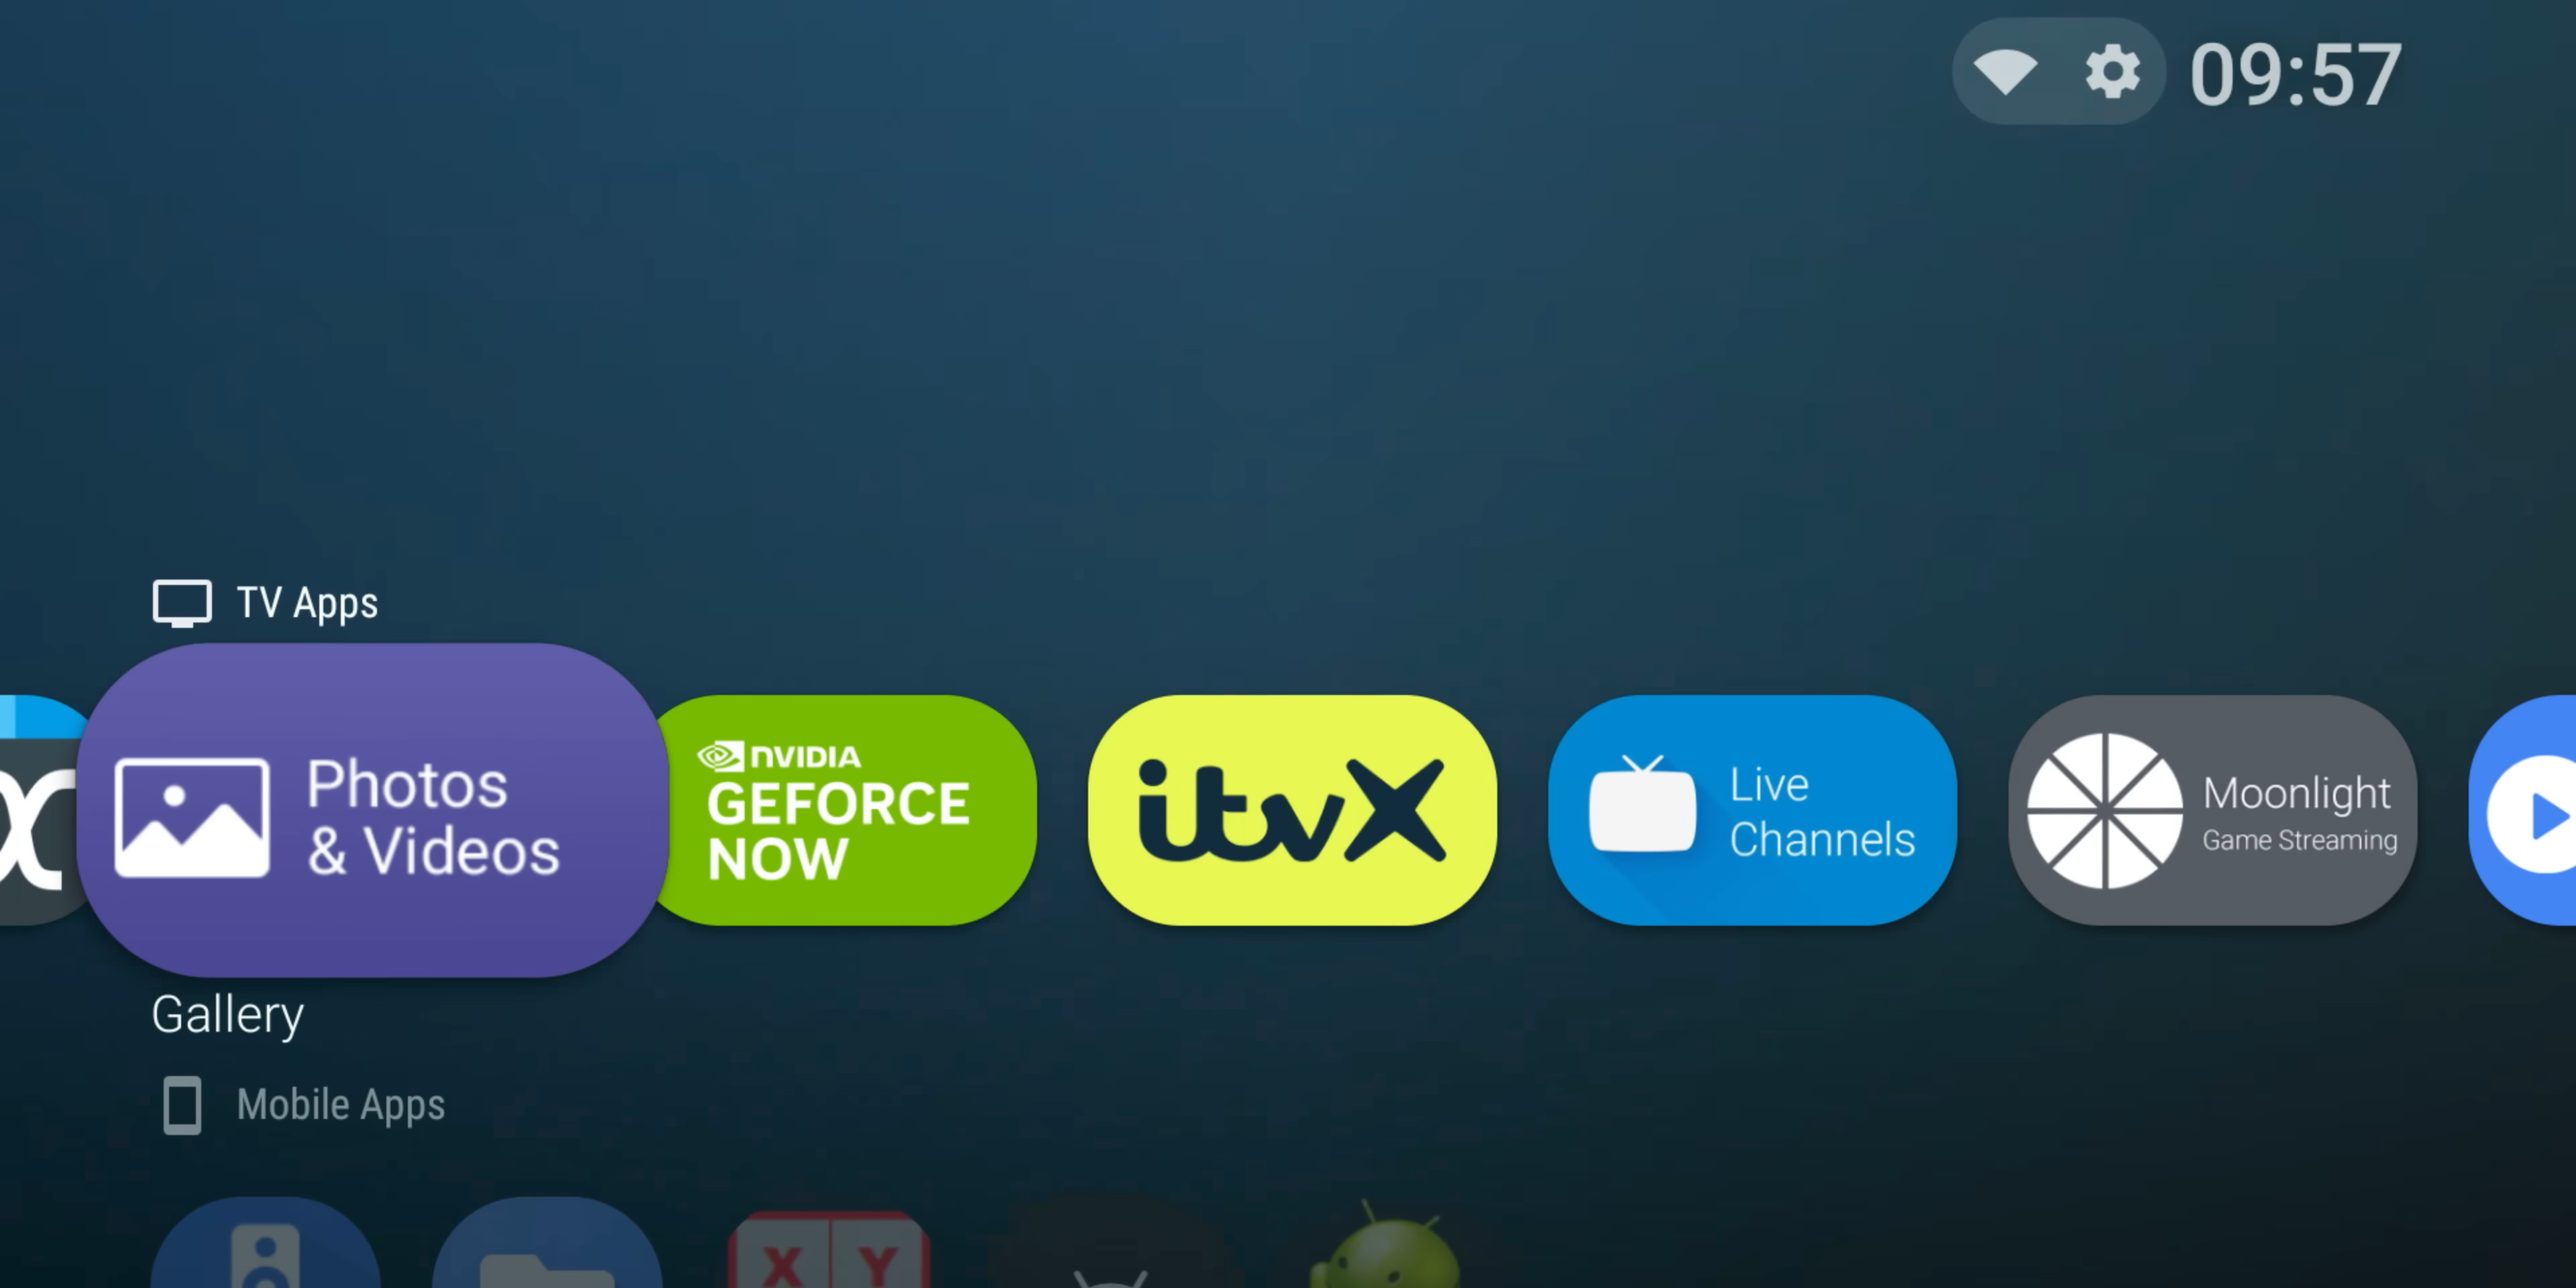 09:57
TV Apps
Photos
& Videos
NVIDIA
GEFORCE
NOW
itvX
Live
Channels
Moonlight
Game Streaming
Gallery
Mobile Apps
X Y